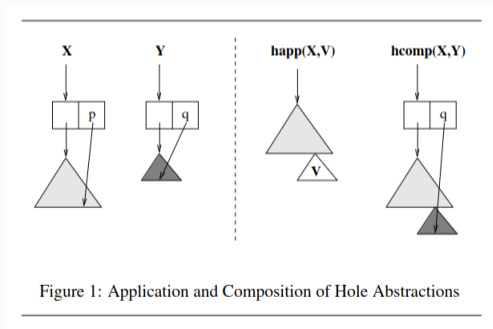 X Y happ(X,V) hcomp(X,Y)
p q q
V
Figure 1: Application and Composition of Hole Abstractions